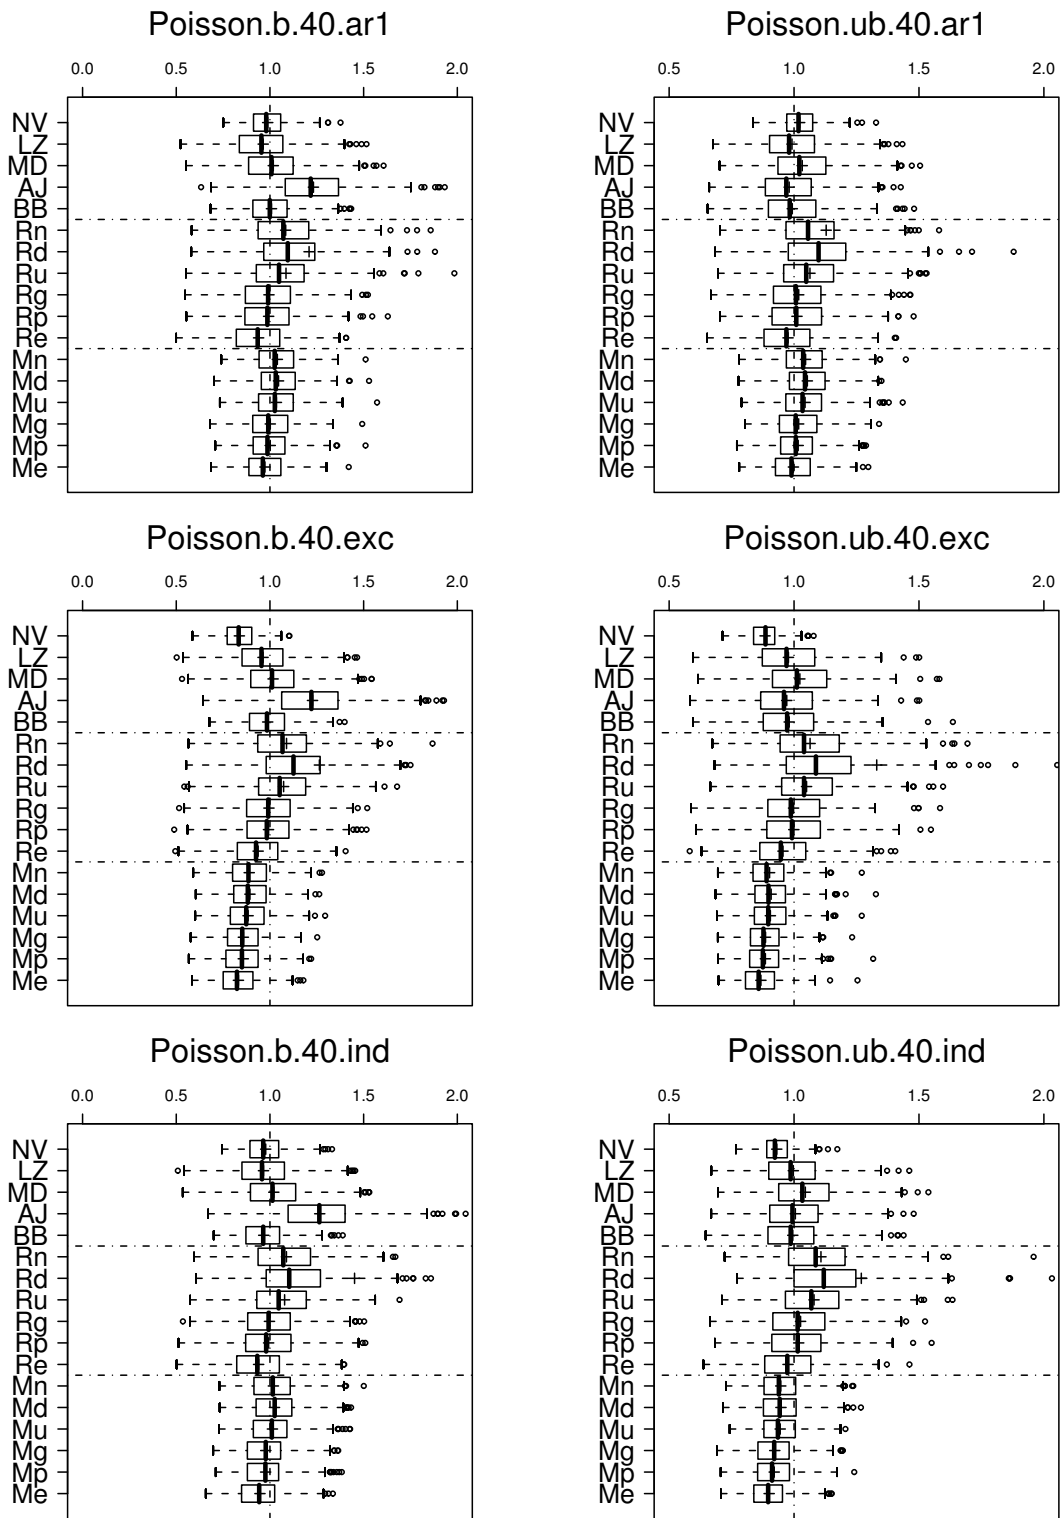 Poisson.b.40.ar1
0.0 0.5 1.0 1.5 2.0
NV
LZ
MD
AJ
BB
Rn
Rd
Ru
Rg
Rp
Re
Mn
Md
Mu
Mg
Mp
Me
Poisson.ub.40.ar1
0.5 1.0 1.5 2.0
NV
LZ
MD
AJ
BB
Rn
Rd
Ru
Rg
Rp
Re
Mn
Md
Mu
Mg
Mp
Me
Poisson.b.40.exc
0.0 0.5 1.0 1.5 2.0
NV
LZ
MD
AJ
BB
Rn
Rd
Ru
Rg
Rp
Re
Mn
Md
Mu
Mg
Mp
Me
Poisson.ub.40.exc
0.5 1.0 1.5 2.0
NV
LZ
MD
AJ
BB
Rn
Rd
Ru
Rg
Rp
Re
Mn
Md
Mu
Mg
Mp
Me
Poisson.b.40.ind
0.0 0.5 1.0 1.5 2.0
NV
LZ
MD
AJ
BB
Rn
Rd
Ru
Rg
Rp
Re
Mn
Md
Mu
Mg
Mp
Me
Poisson.ub.40.ind
0.5 1.0 1.5 2.0
NV
LZ
MD
AJ
BB
Rn
Rd
Ru
Rg
Rp
Re
Mn
Md
Mu
Mg
Mp
Me